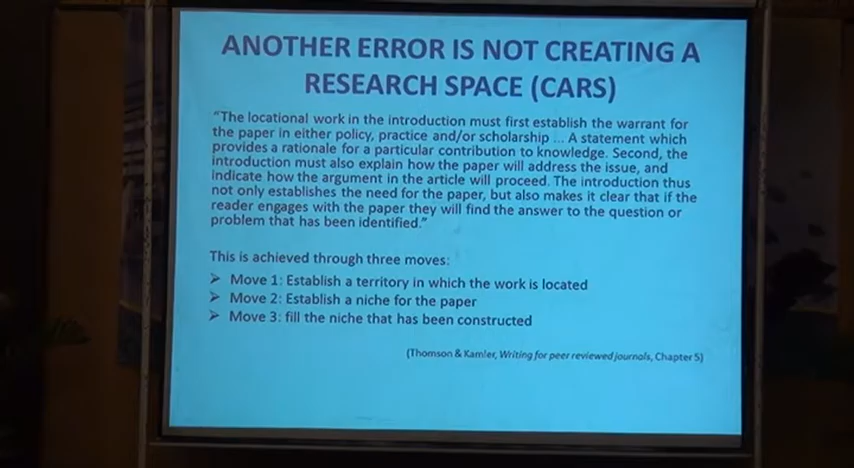 ANOTHER ERROR IS NOT CREATING A
RESEARCH SPACE (CARS)
"The locational work in the introduction must first establish the warrant for
the paper in either policy, practice and/or scholarship ... A statement which
provides a rationale for a particular contribution to knowledge. Second, the
introduction must also explain how the paper will address the issue, and
indicate how the argument in the article will proceed. The introduction thus
not only establishes the need for the paper, but also makes it clear that if the
reader engages with the paper they will find the answer to the question or
problem that has been identified."
This is achieved through three moves:
➢ Move 1: Establish a territory in which the work is located
➢ Move 2: Establish a niche for the paper
➢ Move 3: fill the niche that has been constructed
(Thomson & Kamler, Writing for peer reviewed journals, Chapter 5)